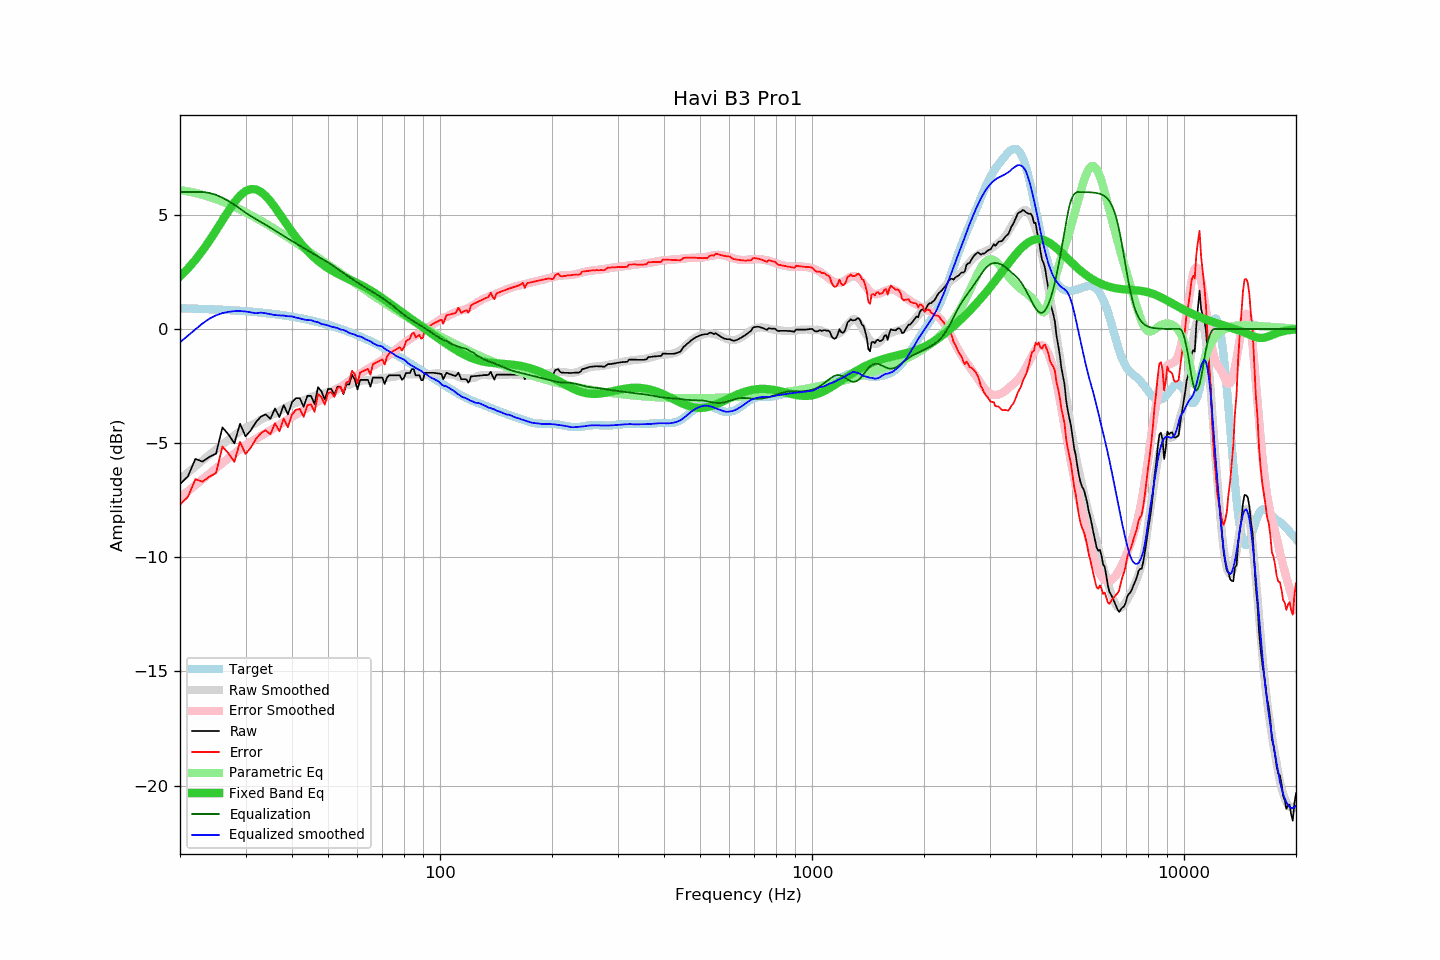 Havi B3 Pro1
Amplitude (dBr)
5
0
−5
−10
−15
−20
Target
Raw Smoothed
Error Smoothed
Raw
Error
Parametric Eq
Fixed Band Eq
Equalization
Equalized smoothed
100
1000
10000
Frequency (Hz)